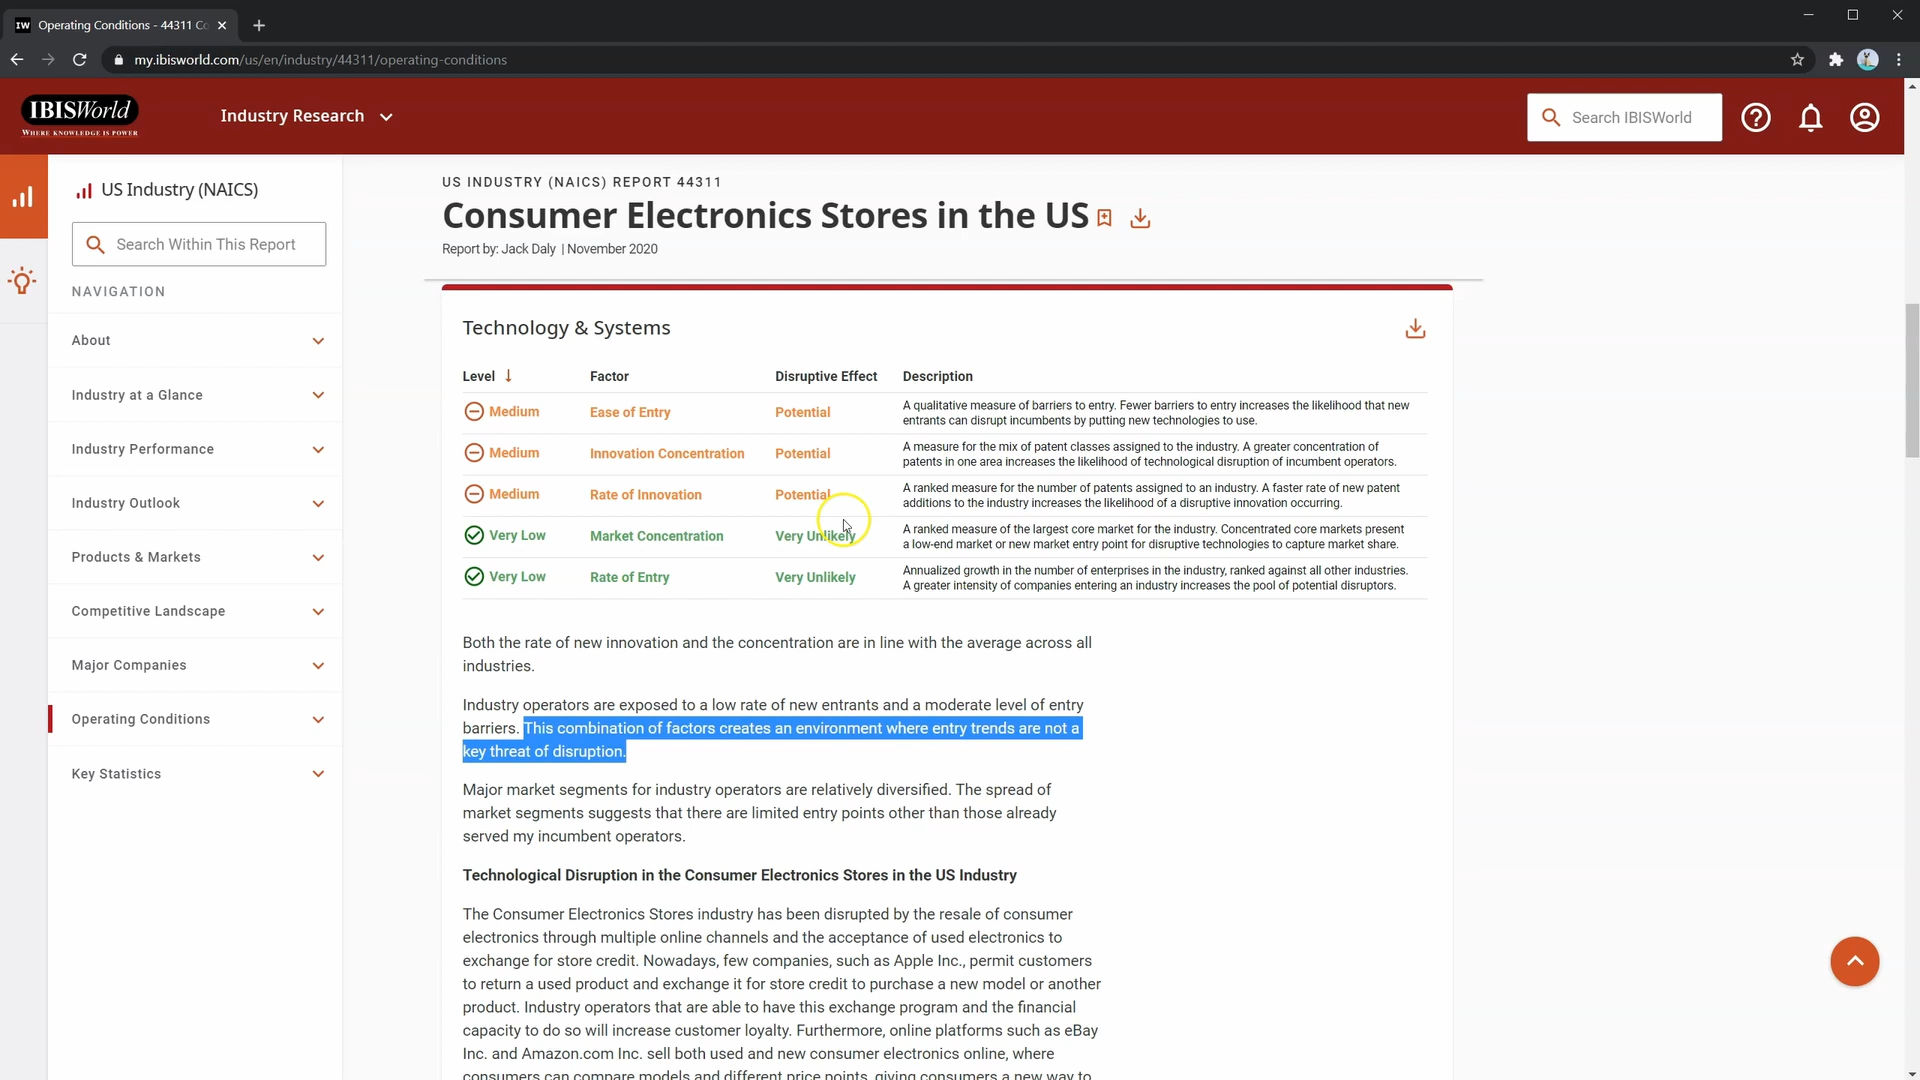 IW Operating Conditions - 44311 Co
my.ibisworld.com/us/en/industry/44311/operating-conditions
IBISWorld
WHERE KNOWLEDGE IS POWER
Industry Research
Search IBISWorld
US Industry (NAICS)
Search Within This Report
NAVIGATION
About
Industry at a Glance
Industry Performance
Industry Outlook
Products & Markets
Competitive Landscape
Major Companies
Operating Conditions
Key Statistics
US INDUSTRY (NAICS) REPORT 44311
Consumer Electronics Stores in the US
Report by: Jack Daly | November 2020
Technology & Systems
Level Factor Disruptive Effect Description
Medium Ease of Entry Potential A qualitative measure of barriers to entry. Fewer barriers to entry increases the likelihood that new
entrants can disrupt incumbents by putting new technologies to use.
Medium Innovation Concentration Potential A measure for the mix of patent classes assigned to the industry. A greater concentration of
patents in one area increases the likelihood of technological disruption of incumbent operators.
Medium Rate of Innovation Potential A ranked measure for the number of patents assigned to an industry. A faster rate of new patent
additions to the industry increases the likelihood of a disruptive innovation occurring.
Very Low Market Concentration Very Unlikely A ranked measure of the largest core market for the industry. Concentrated core markets present
a low-end market or new market entry point for disruptive technologies to capture market share.
Very Low Rate of Entry Very Unlikely Annualized growth in the number of enterprises in the industry, ranked against all other industries.
A greater intensity of companies entering an industry increases the pool of potential disruptors.
Both the rate of new innovation and the concentration are in line with the average across all
industries.
Industry operators are exposed to a low rate of new entrants and a moderate level of entry
barriers. This combination of factors creates an environment where entry trends are not a
key threat of disruption.
Major market segments for industry operators are relatively diversified. The spread of
market segments suggests that there are limited entry points other than those already
served my incumbent operators.
Technological Disruption in the Consumer Electronics Stores in the US Industry
The Consumer Electronics Stores industry has been disrupted by the resale of consumer
electronics through multiple online channels and the acceptance of used electronics to
exchange for store credit. Nowadays, few companies, such as Apple Inc., permit customers
to return a used product and exchange it for store credit to purchase a new model or another
product. Industry operators that are able to have this exchange program and the financial
capacity to do so will increase customer loyalty. Furthermore, online platforms such as eBay
Inc. and Amazon.com Inc. sell both used and new consumer electronics online, where
consumers can compare models and different price points, giving consumers a new way to